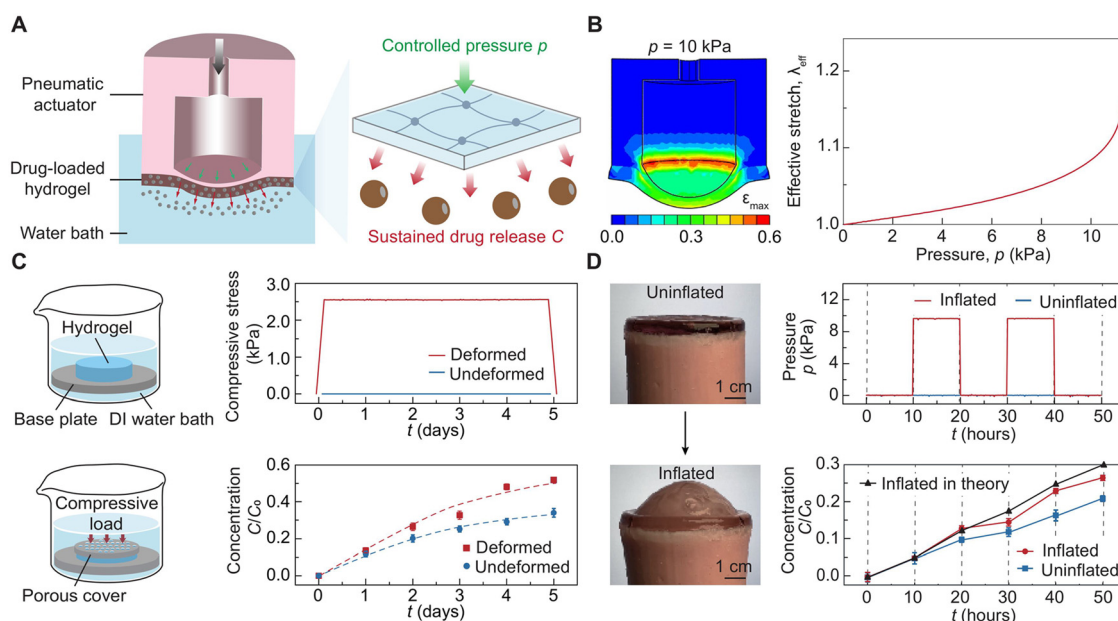 A
Pneumatic
actuator
Drug-loaded
hydrogel
Water bath
Controlled pressure p
Sustained drug release C
B
p = 10 kPa
εmax
0.0 0.3 0.6
Effective stretch, λeff
1.2
1.1
1.0
0 2 4 6 8 10
Pressure, p (kPa)
C
Hydrogel
Base plate
DI water bath
Compressive stress
(kPa)
3.0
2.0
1.0
0.0
Deformed
Undeformed
0 1 2 3 4 5
t (days)
Compressive
load
Porous cover
Concentration
C/C₀
0.6
0.4
0.2
0.0
Deformed
Undeformed
0 1 2 3 4 5
t (days)
D
Uninflated
1 cm
Inflated
1 cm
Pressure
p (kPa)
12
8
4
0
Inflated
Uninflated
0 10 20 30 40 50
t (hours)
Concentration
C/C₀
0.3
0.2
0.1
0.0
Inflated in theory
Inflated
Uninflated
0 10 20 30 40 50
t (hours)